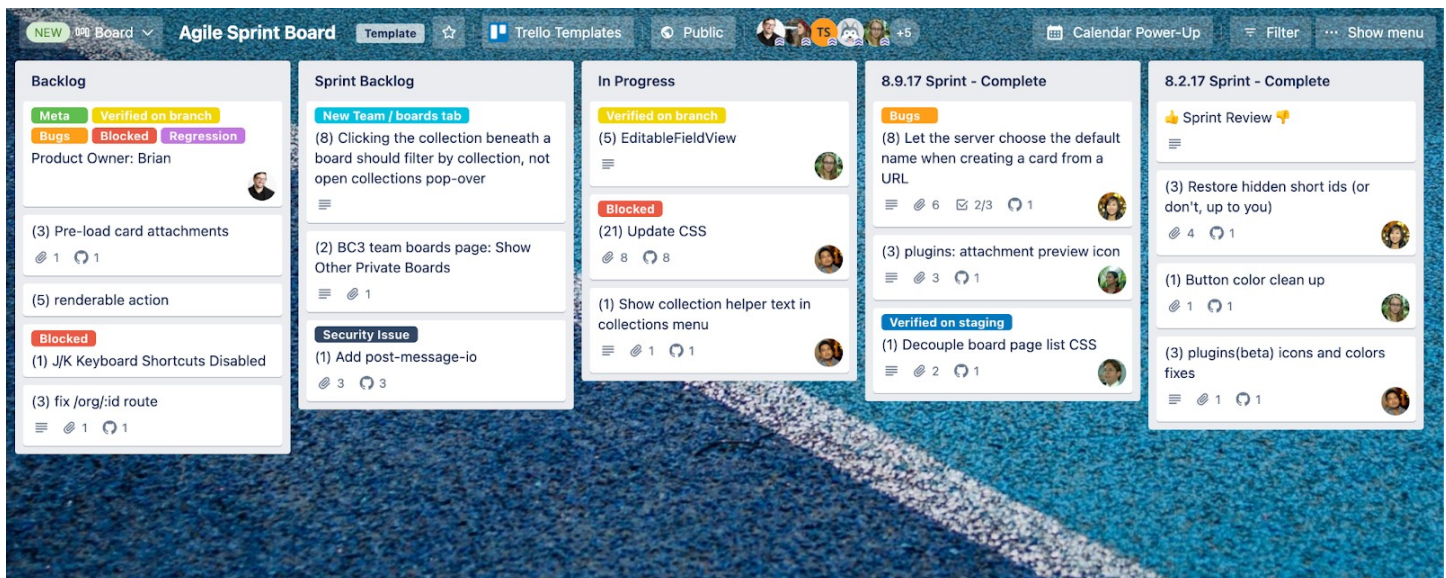 NEW Board Agile Sprint Board Template Trello Templates Public TS +5 Calendar Power-Up Filter ··· Show menu
Backlog
Meta Verified on branch
Bugs Blocked Regression
Product Owner: Brian
(3) Pre-load card attachments
1 1
(5) renderable action
Blocked
(1) J/K Keyboard Shortcuts Disabled
(3) fix /org/:id route
1 1
Sprint Backlog
New Team / boards tab
(8) Clicking the collection beneath a
board should filter by collection, not
open collections pop-over
(2) BC3 team boards page: Show
Other Private Boards
1
Security Issue
(1) Add post-message-io
3 3
In Progress
Verified on branch
(5) EditableFieldView
Blocked
(21) Update CSS
8 8
(1) Show collection helper text in
collections menu
1 1
8.9.17 Sprint - Complete
Bugs
(8) Let the server choose the default
name when creating a card from a
URL
6 2/3 1
(3) plugins: attachment preview icon
3 1
Verified on staging
(1) Decouple board page list CSS
2 1
8.2.17 Sprint - Complete
👍 Sprint Review 👎
(3) Restore hidden short ids (or
don't, up to you)
4 1
(1) Button color clean up
1 1
(3) plugins(beta) icons and colors
fixes
1 1